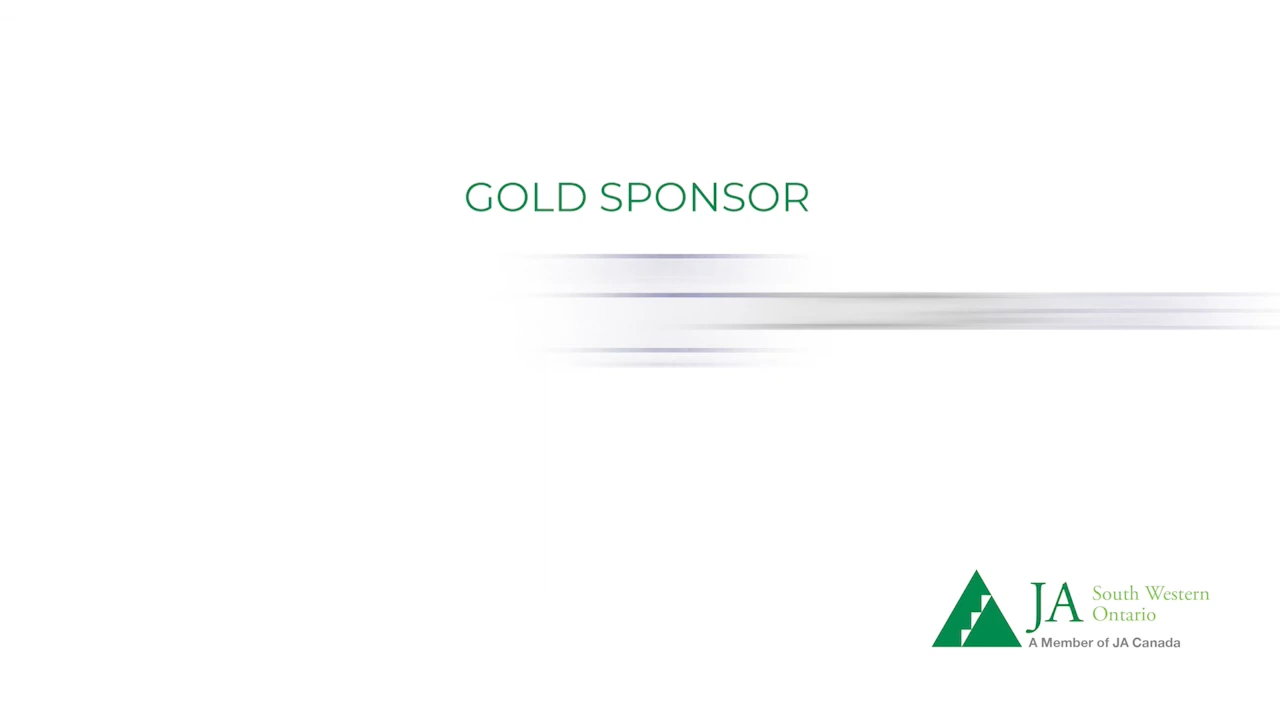 GOLD SPONSOR
JA South Western
Ontario
A Member of JA Canada